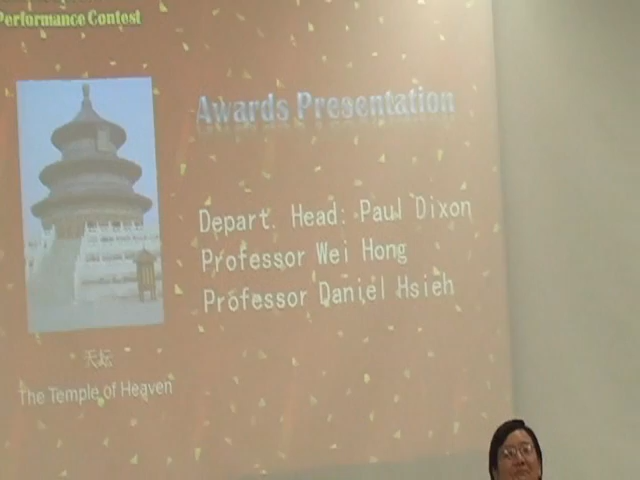 Performance Contest
Awards Presentation
Depart. Head: Paul Dixon
Professor Wei Hong
Professor Daniel Hsieh
天坛
The Temple of Heaven